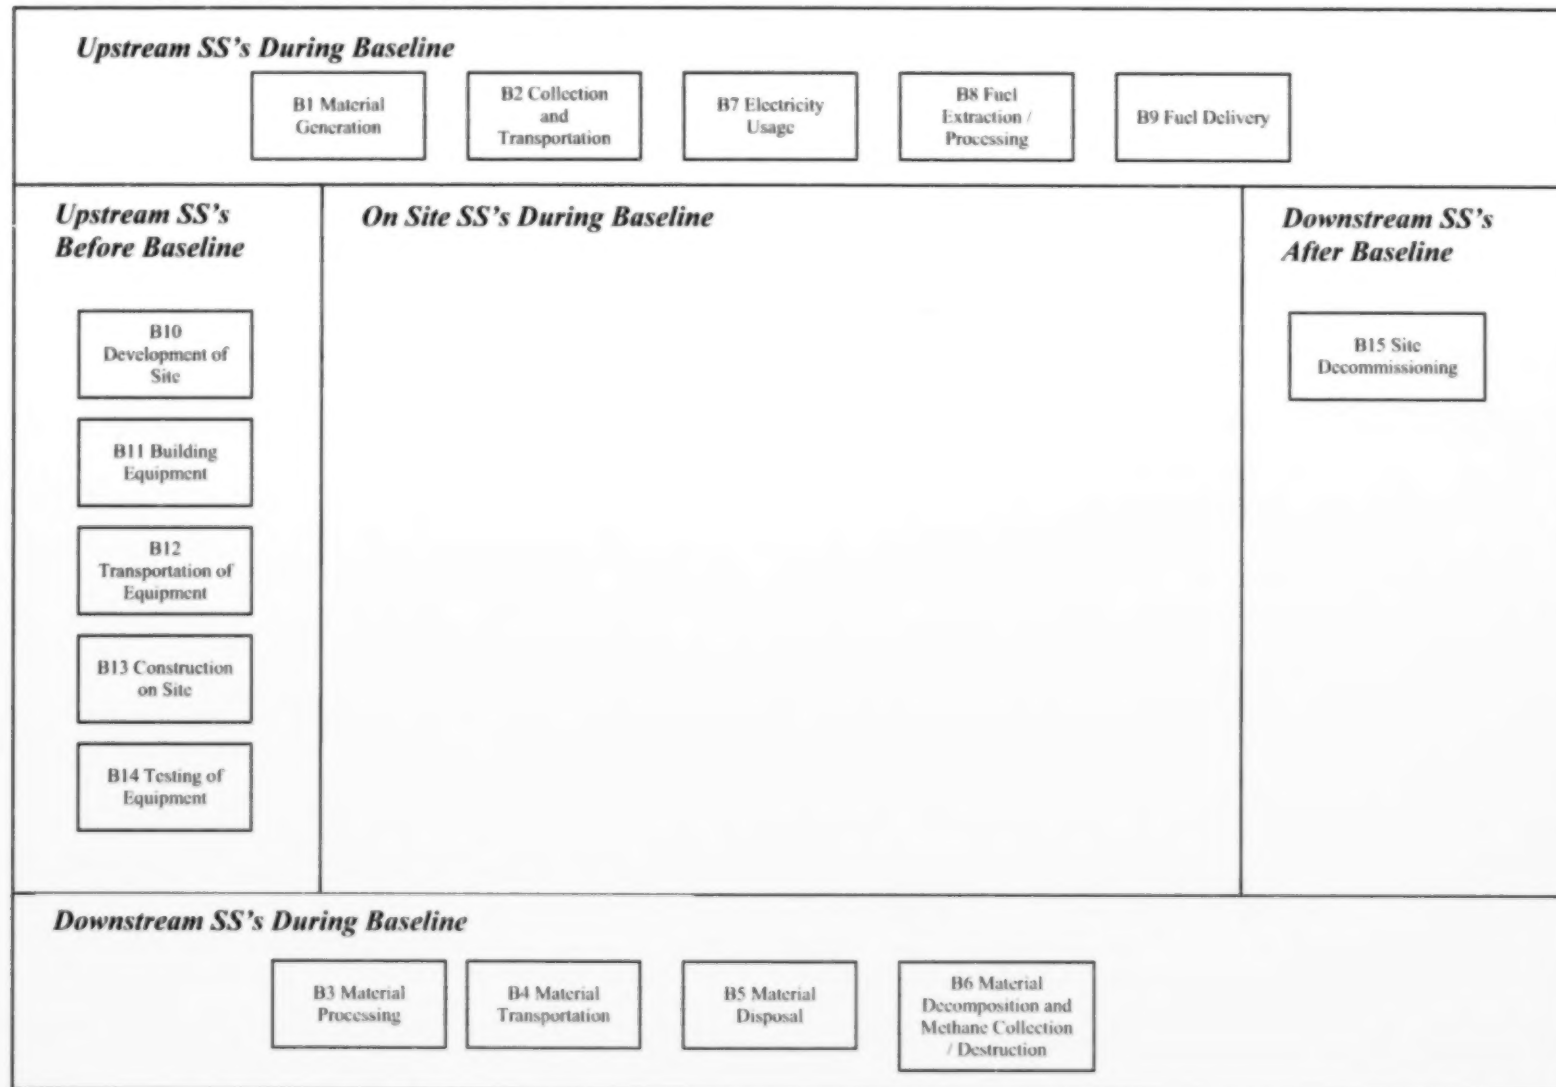 Upstream SS's During Baseline
B1 Material
Generation
B2 Collection
and
Transportation
B7 Electricity
Usage
B8 Fuel
Extraction /
Processing
B9 Fuel Delivery
Upstream SS's
Before Baseline
B10
Development of
Site
B11 Building
Equipment
B12
Transportation of
Equipment
B13 Construction
on Site
B14 Testing of
Equipment
On Site SS's During Baseline
Downstream SS's
After Baseline
B15 Site
Decommissioning
Downstream SS's During Baseline
B3 Material
Processing
B4 Material
Transportation
B5 Material
Disposal
B6 Material
Decomposition and
Methane Collection
/ Destruction